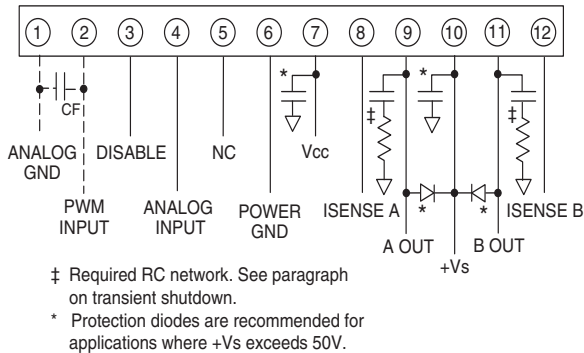 1 2 3 4 5 6 7 8 9 10 11 12
* * ‡ ‡
CF
ANALOG GND
DISABLE
NC
Vcc
PWM INPUT
ANALOG INPUT
POWER GND
ISENSE A
* *
ISENSE B
A OUT
+Vs
B OUT
‡ Required RC network. See paragraph
on transient shutdown.
* Protection diodes are recommended for
applications where +Vs exceeds 50V.